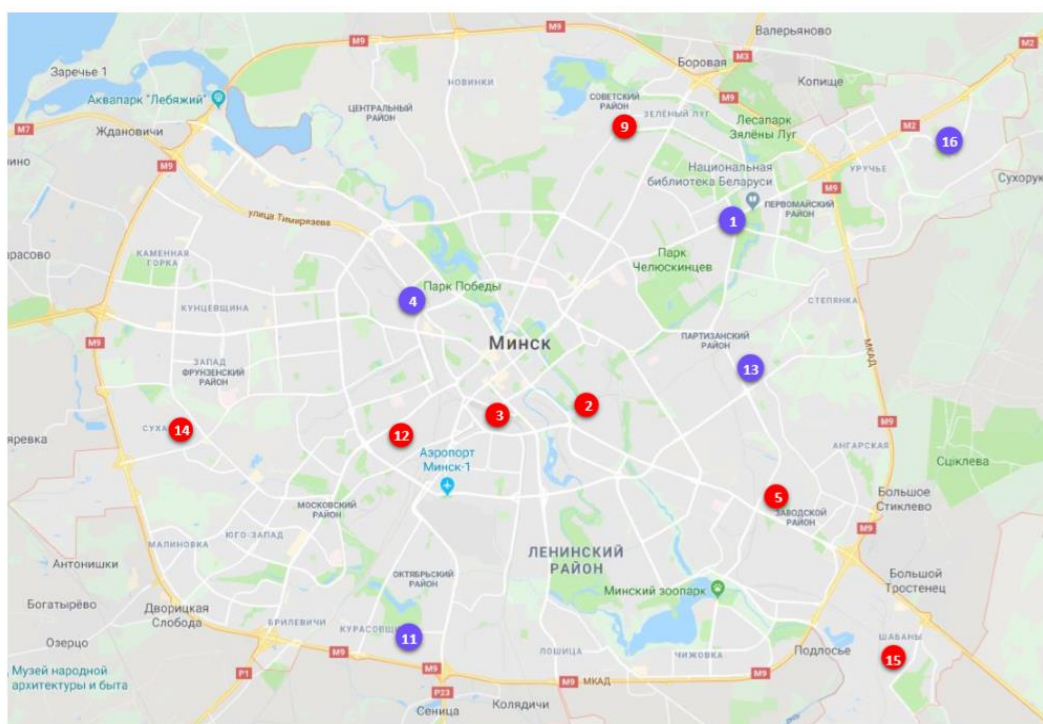 Валерьяново
M9
M2
Заречье 1
M9
M3
Боровая
Копище
НОВИНКИ
Аквапарк "Лебяжий"
СОВЕТСКИЙ
РАЙОН
M9
ЦЕНТРАЛЬНЫЙ
РАЙОН
ЗЕЛЁНЫЙ ЛУГ
Лесапарк
Зялёны Луг
M7
Ждановичи
9
M2
16
M9
Национальная
библиотека Беларуси
УРУЧЬЕ
M9
Сухорук
улица Тимирязева
1
ПЕРВОМАЙСКИЙ
РАЙОН
КАМЕННАЯ
ГОРКА
Парк
Челюскинцев
Парк Победы
4
СТЕПЯНКА
КУНЦЕВЩИНА
M9
Минск
ПАРТИЗАНСКИЙ
РАЙОН
МКАД
ЗАПАД
ФРУНЗЕНСКИЙ
РАЙОН
13
2
3
14
12
АНГАРСКАЯ
Аэропорт
Минск-1
Сцiклева
5
Большое
Стиклево
МОСКОВСКИЙ
РАЙОН
ЗАВОДСКОЙ
РАЙОН
M9
ЮГО-ЗАПАД
МАЛИНОВКА
ЛЕНИНСКИЙ
РАЙОН
Антонишки
ОКТЯБРЬСКИЙ
РАЙОН
Большой
Тростенец
Минский зоопарк
Богатырёво
Дворицкая
Слобода
БРИЛЕВИЧИ
11
ШАБАНЫ
Озерцо
ЛОШИЦА
ЧИЖОВКА
Подлосье
15
M9
M9
Музей народной
архитектуры и быта
P1
M9
МКАД
M9
P23
Сеница
Колядичи